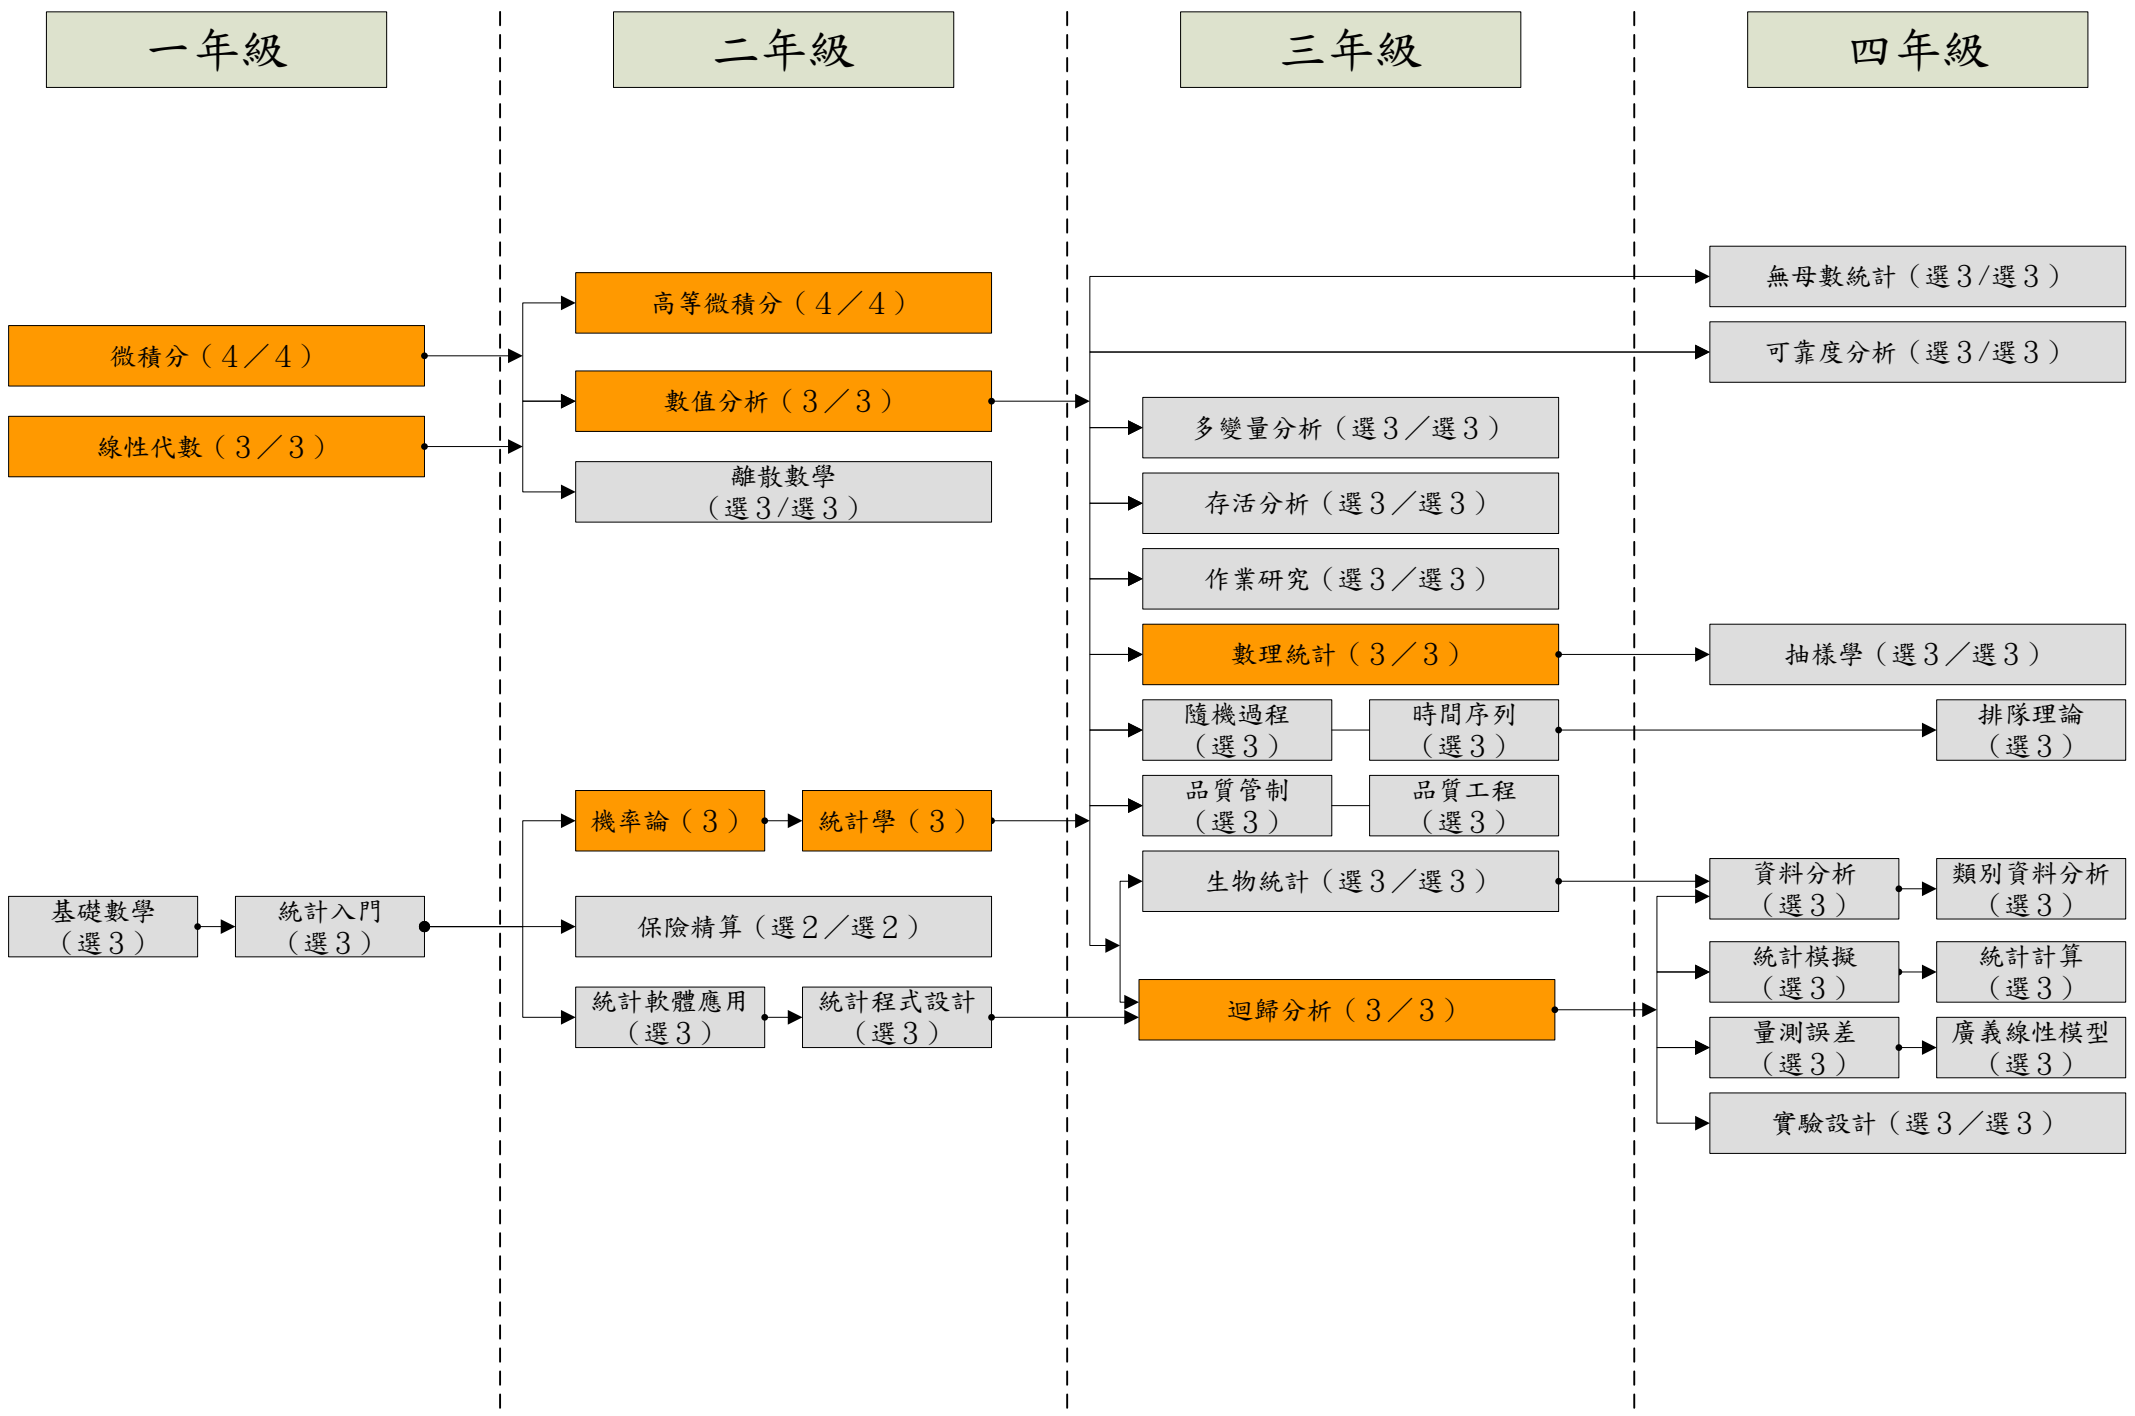 一年級
二年級
三年級
四年級
微積分（４／４）
線性代數（３／３）
基礎數學
（選３）
統計入門
（選３）
高等微積分（４／４）
數值分析（３／３）
離散數學
（選３/選３）
機率論（３）
統計學（３）
保險精算（選２／選２）
統計軟體應用
（選３）
統計程式設計
（選３）
多變量分析（選３／選３）
存活分析（選３／選３）
作業研究（選３／選３）
數理統計（３／３）
隨機過程
（選３）
時間序列
（選３）
品質管制
（選３）
品質工程
（選３）
生物統計（選３／選３）
迴歸分析（３／３）
無母數統計（選３/選３）
可靠度分析（選３/選３）
抽樣學（選３／選３）
排隊理論
（選３）
資料分析
（選３）
類別資料分析
（選３）
統計模擬
（選３）
統計計算
（選３）
量測誤差
（選３）
廣義線性模型
（選３）
實驗設計（選３／選３）